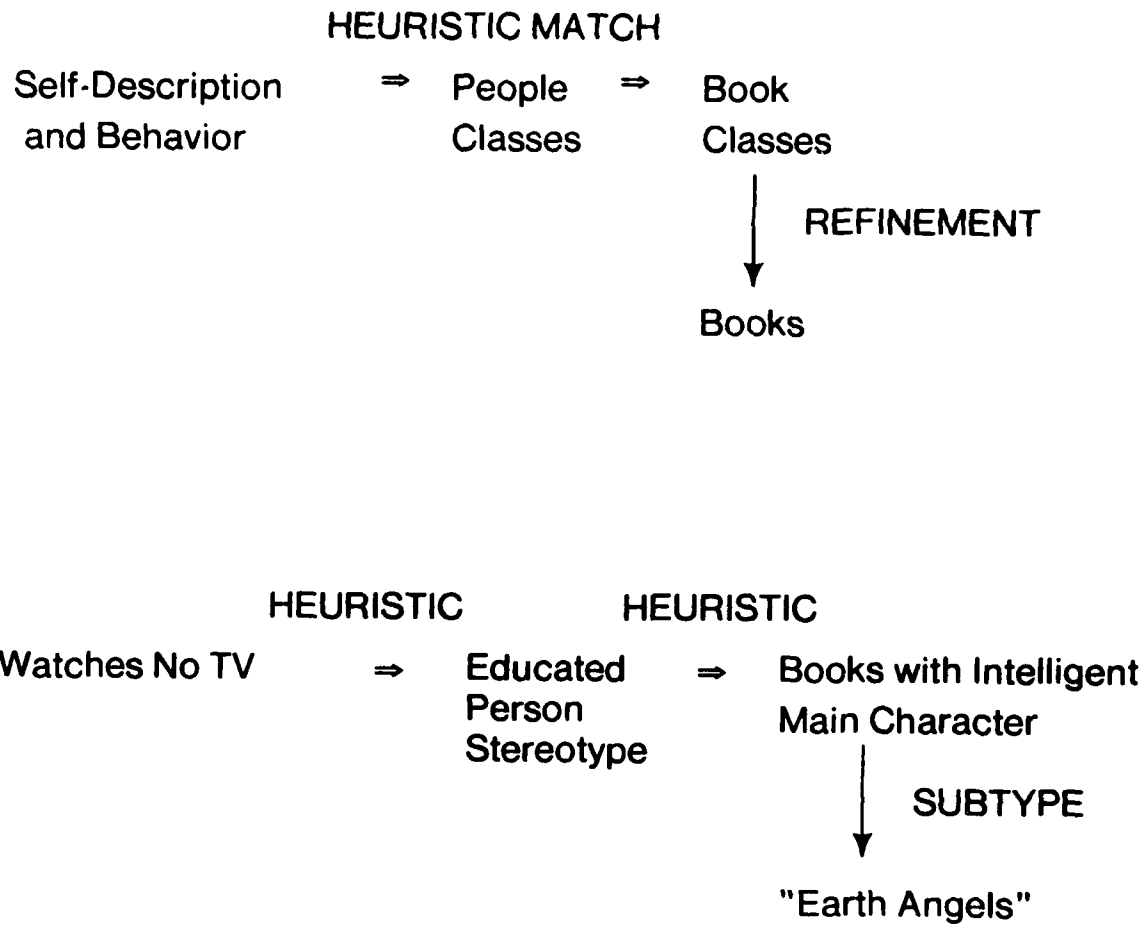 HEURISTIC MATCH
Self-Description ⇒ People ⇒ Book
and Behavior Classes Classes
REFINEMENT
Books
HEURISTIC HEURISTIC
Watches No TV ⇒ Educated ⇒ Books with Intelligent
Person Main Character
Stereotype
SUBTYPE
"Earth Angels"